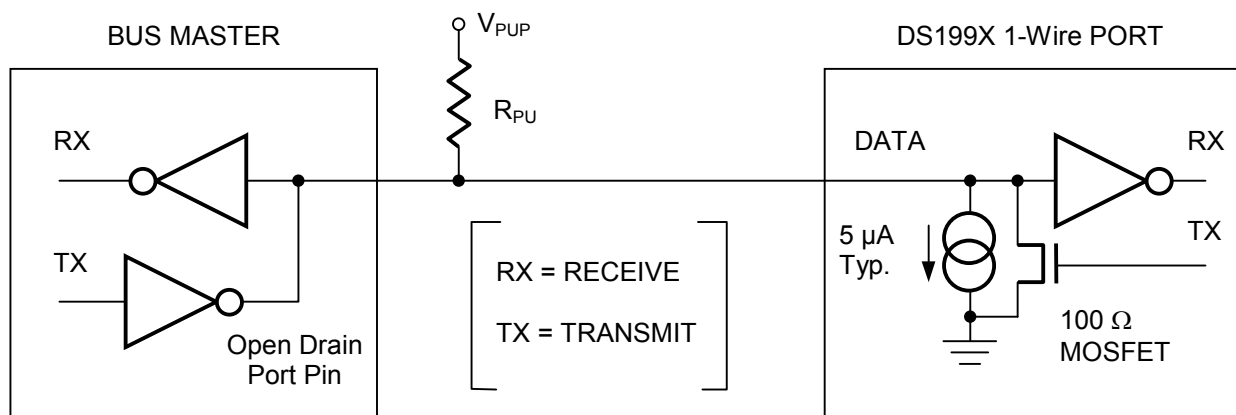 BUS MASTER
V_PUP
DS199X 1-Wire PORT
R_PU
RX
TX
Open Drain
Port Pin
RX = RECEIVE
TX = TRANSMIT
DATA
RX
TX
5 µA
Typ.
100 Ω
MOSFET